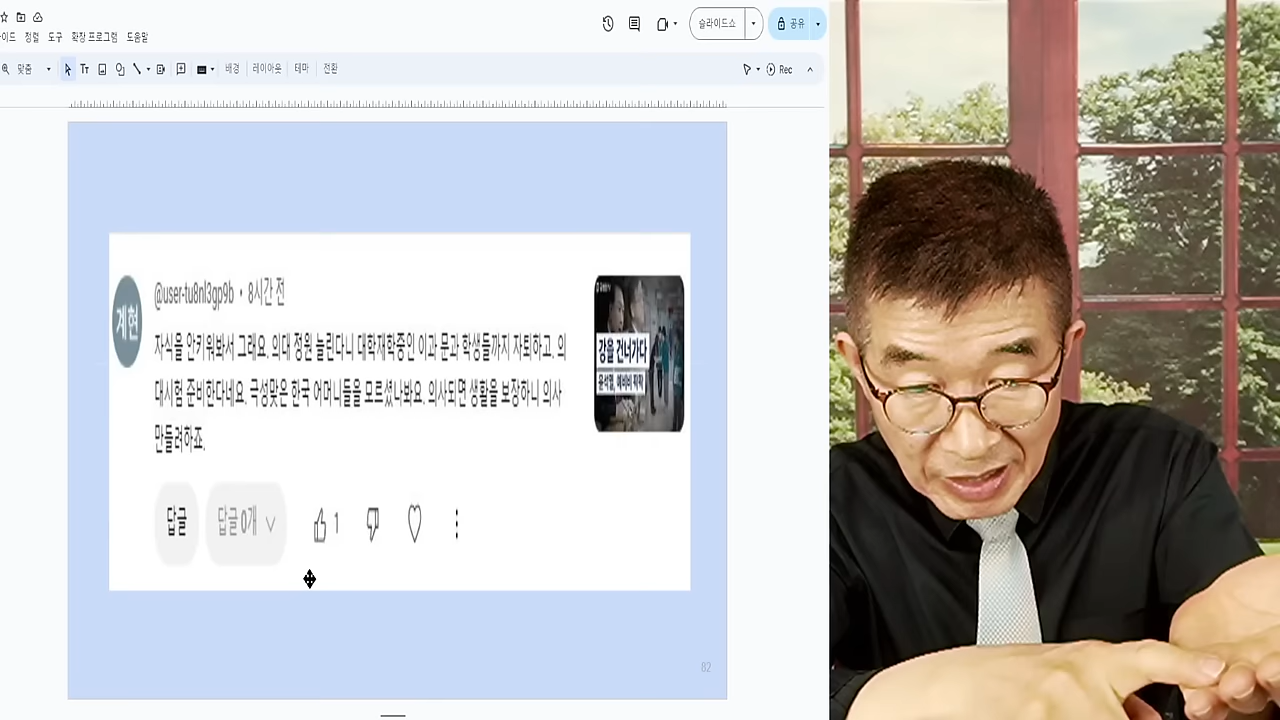 이드 정렬 도구 확장 프로그램 도움말
슬라이드쇼
공유
맞춤
Tт
배경 레이아웃 테마 전환
Rec
계현
@user-tu8nl3gp9b • 8시간 전
자식을 안키워봐서 그래요. 의대 정원 늘린다니 대학재학중인 이과 문과 학생들까지 자퇴하고. 의
대시험 준비한다네요. 극성맞은 한국 어머니들을 모르셨나봐요. 의사되면 생활을 보장하니 의사
만들려하죠.
강을 건너가다
윤석열,
답글
답글 0개
1
82